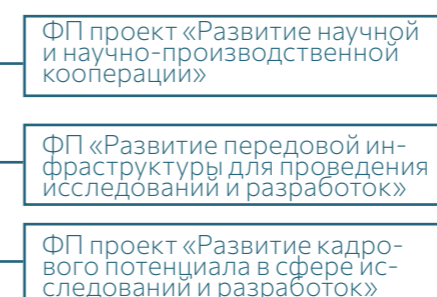 ФП проект «Развитие научной
и научно-производственной
кооперации»
ФП «Развитие передовой ин-
фраструктуры для проведения
исследований и разработок»
ФП проект «Развитие кадро-
вого потенциала в сфере ис-
следований и разработок»